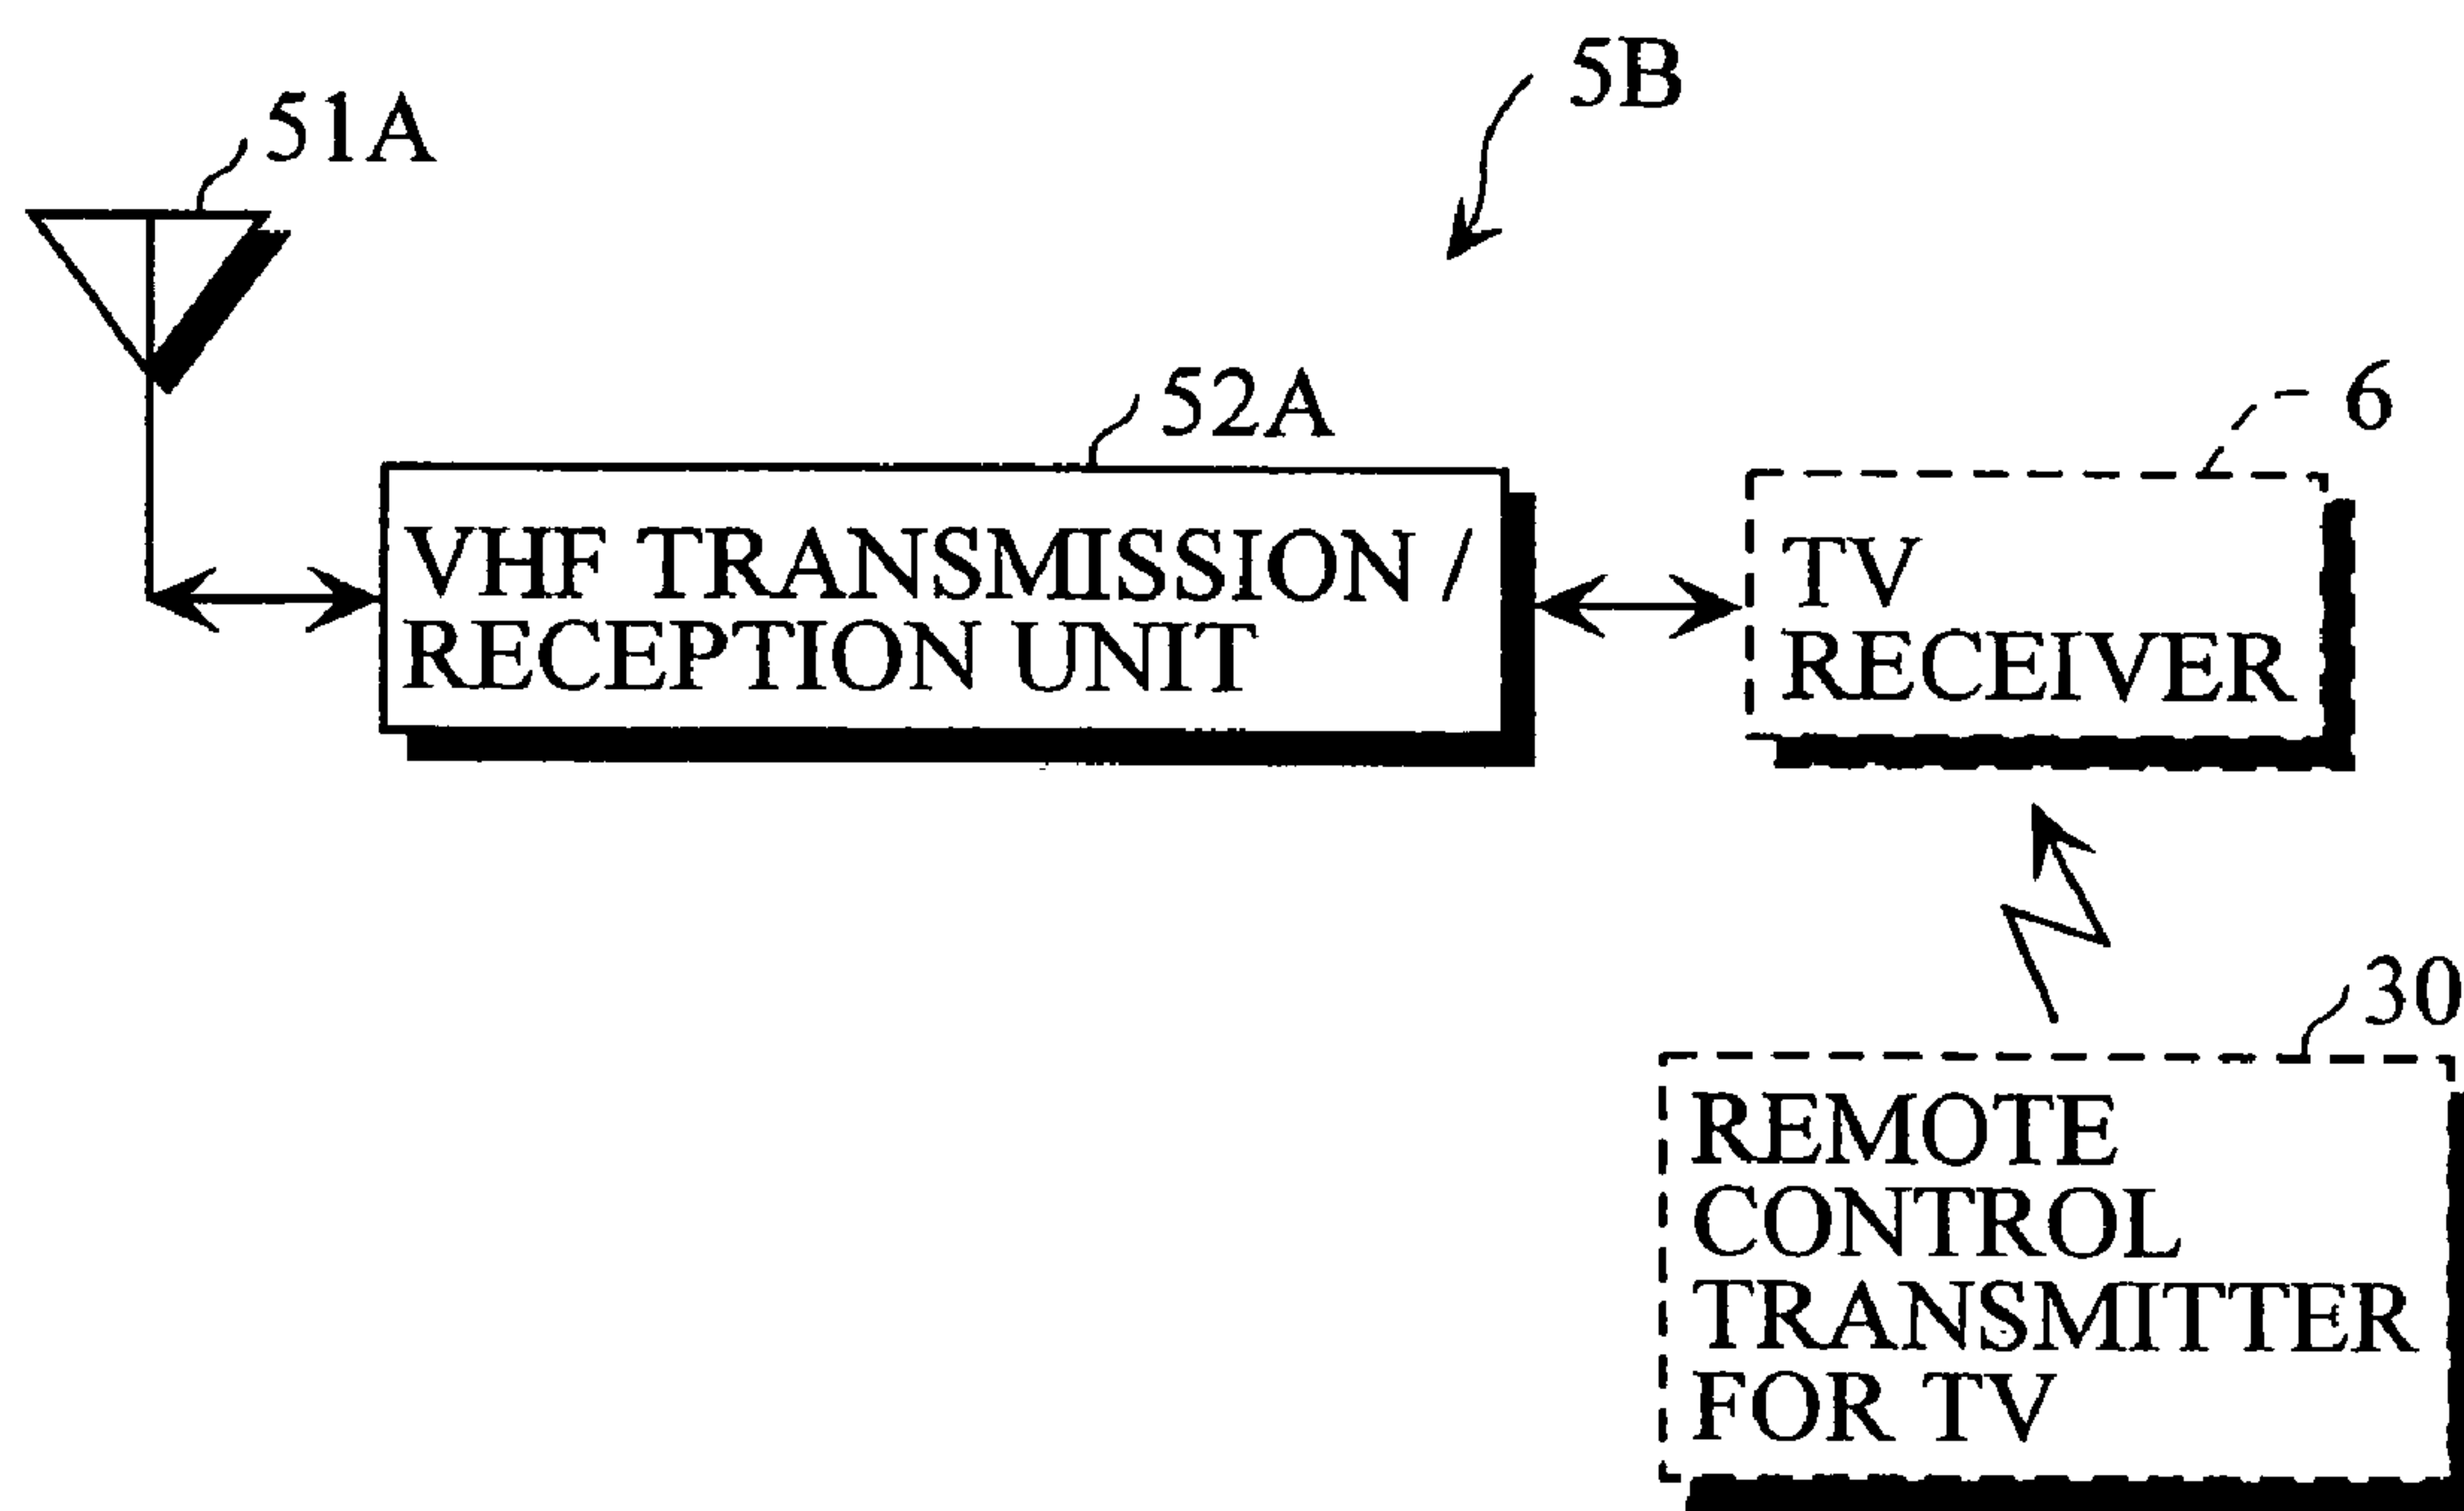 5B
51A
52A
6
VHF TRANSMISSION /
RECEPTION UNIT
TV
RECEIVER
30
REMOTE
CONTROL
TRANSMITTER
FOR TV